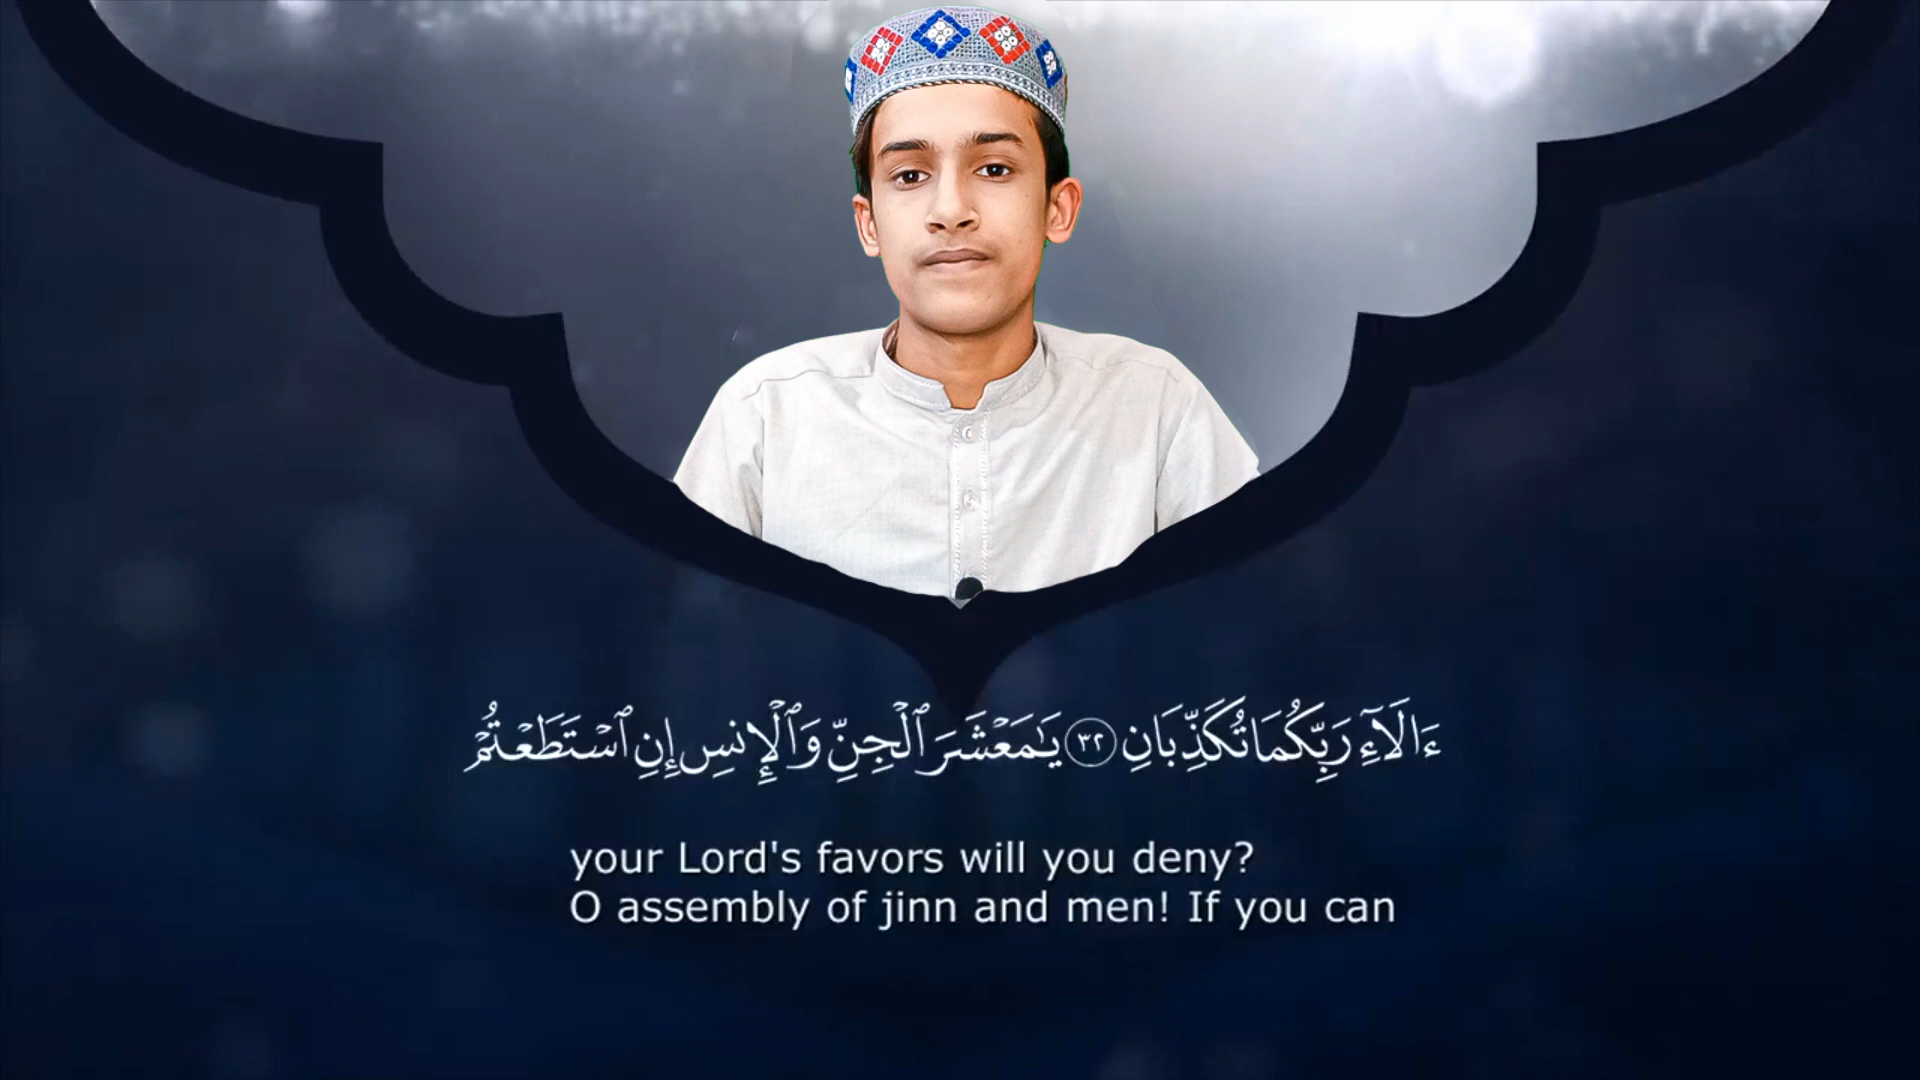 ءَالَآءِ رَبِّكُمَا تُكَذِّبَانِ ٣٢ يَـٰمَعْشَرَ ٱلْجِنِّ وَٱلْإِنسِ إِنِ ٱسْتَطَعْتُمْ
your Lord's favors will you deny?
O assembly of jinn and men! If you can